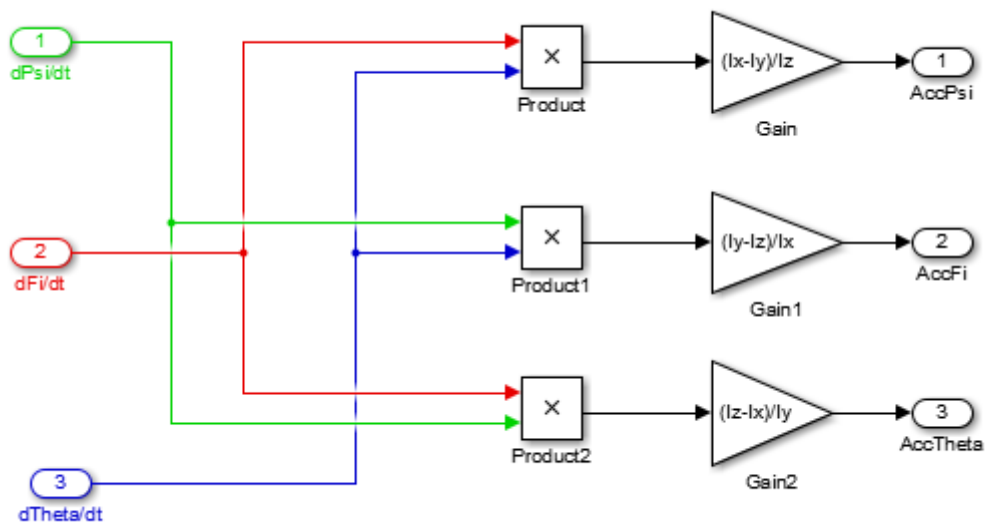 1
dPsi/dt
2
dFi/dt
3
dTheta/dt
×
Product
(Ix-Iy)/Iz
Gain
1
AccPsi
×
Product1
(Iy-Iz)/Ix
Gain1
2
AccFi
×
Product2
(Iz-Ix)/Iy
Gain2
3
AccTheta